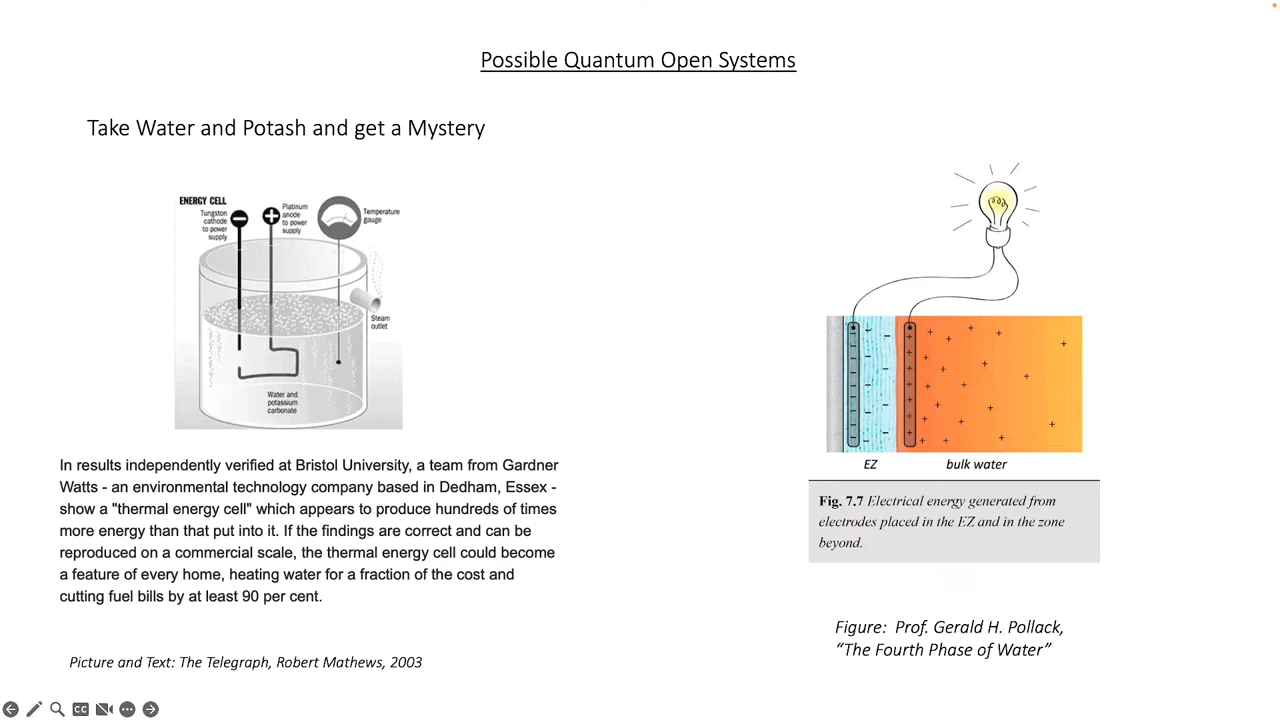 Possible Quantum Open Systems
Take Water and Potash and get a Mystery
ENERGY CELL
Tungsten
cathode
to power
supply
Platinum
anode
to power
supply
Temperature
gauge
Steam
outlet
Water and
potassium
carbonate
In results independently verified at Bristol University, a team from Gardner
Watts - an environmental technology company based in Dedham, Essex -
show a "thermal energy cell" which appears to produce hundreds of times
more energy than that put into it. If the findings are correct and can be
reproduced on a commercial scale, the thermal energy cell could become
a feature of every home, heating water for a fraction of the cost and
cutting fuel bills by at least 90 per cent.
Picture and Text: The Telegraph, Robert Mathews, 2003
EZ
bulk water
Fig. 7.7 Electrical energy generated from
electrodes placed in the EZ and in the zone
beyond.
Figure: Prof. Gerald H. Pollack,
“The Fourth Phase of Water”
CC